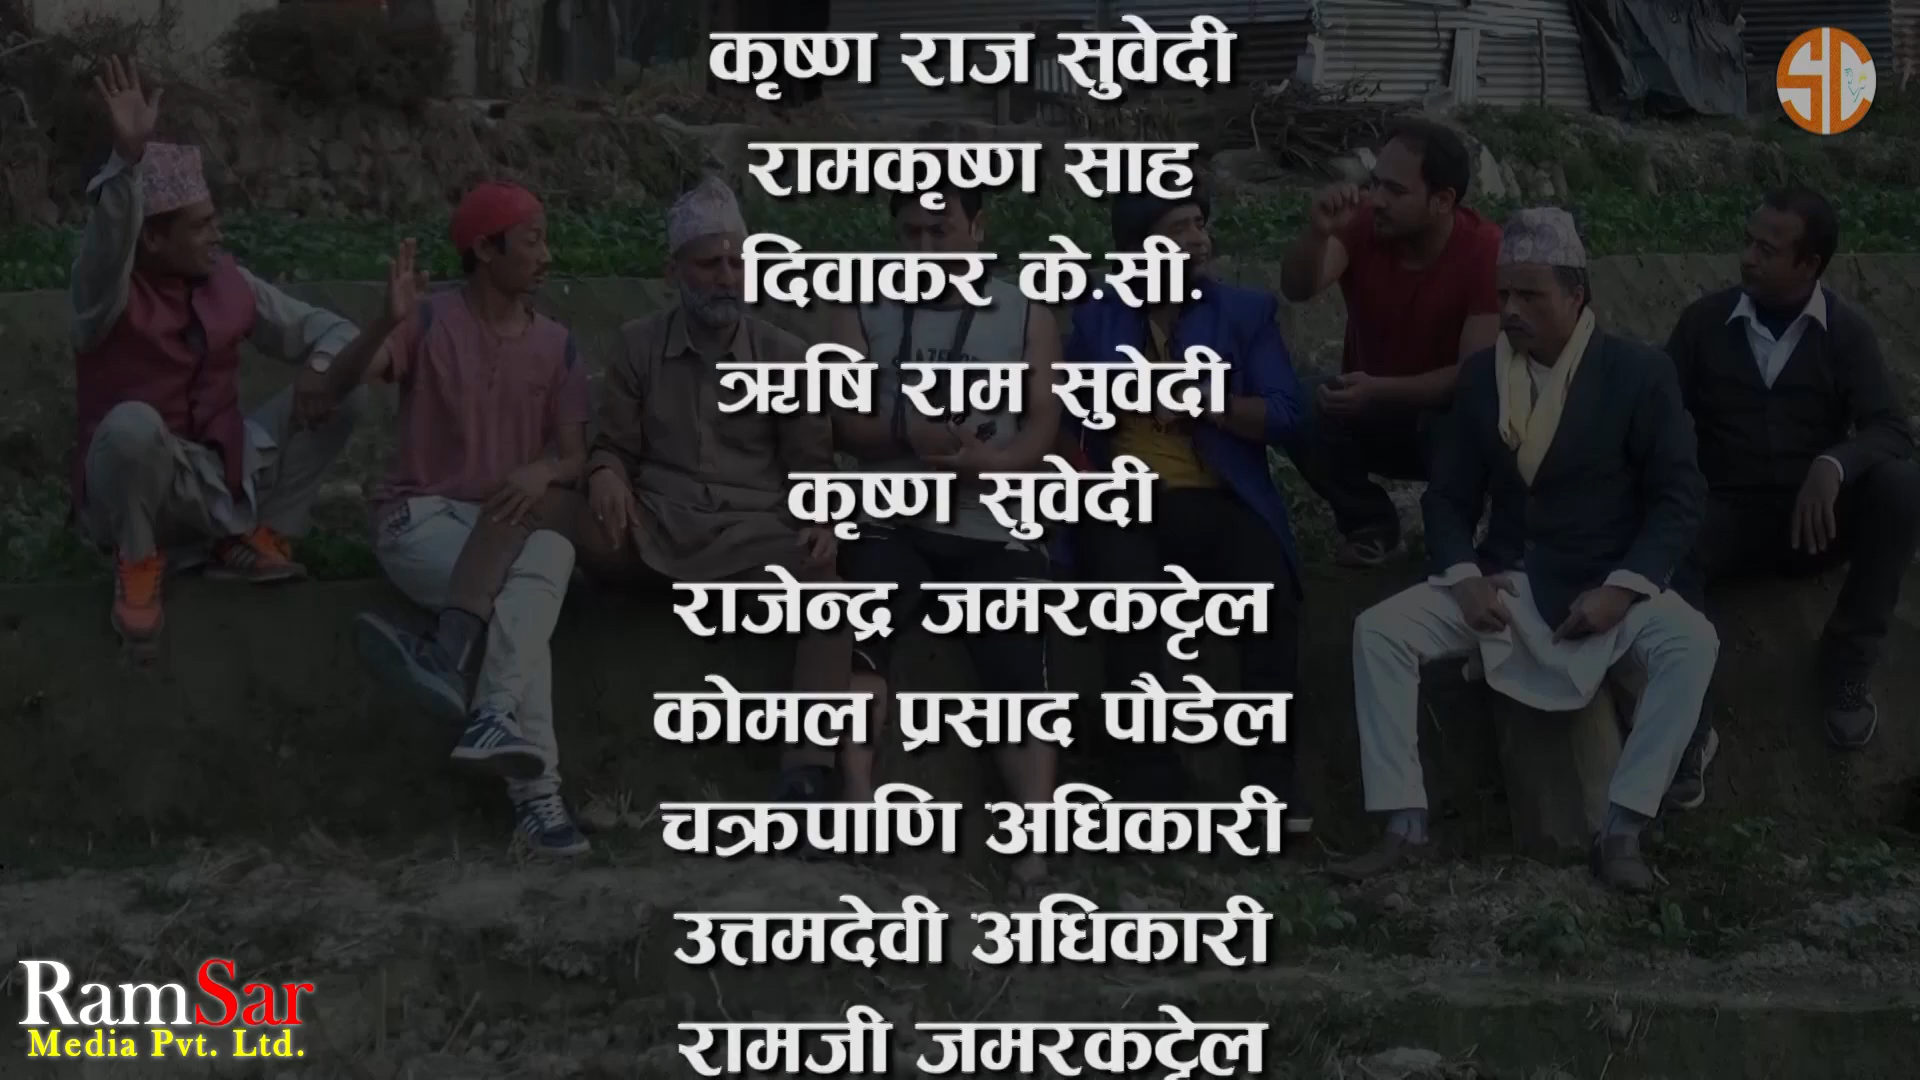 कृष्ण राज सुवेदी
रामकृष्ण साह
दिवाकर के.सी.
ऋषि राम सुवेदी
कृष्ण सुवेदी
राजेन्द्र जमरकट्टेल
कोमल प्रसाद पौडेल
चक्रपाणि अधिकारी
उत्तमदेवी अधिकारी
रामजी जमरकट्टेल
SC
RamSar
Media Pvt. Ltd.